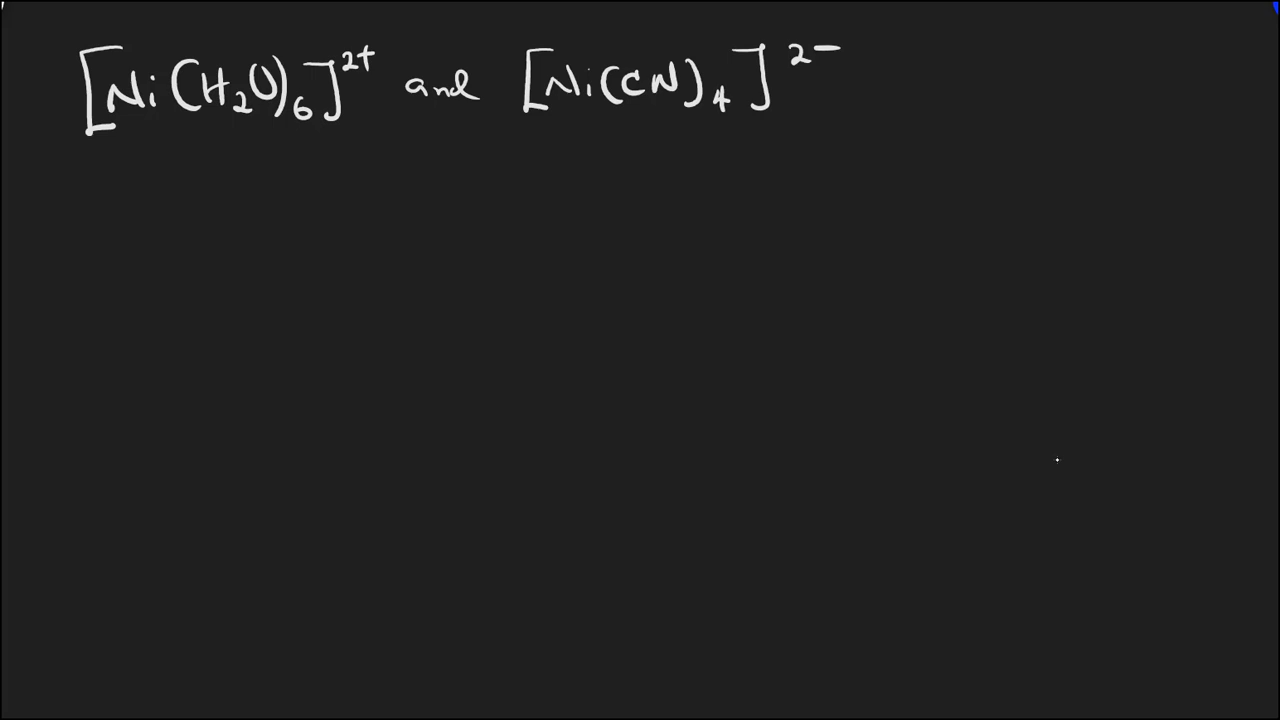 [Ni(H₂O)₆]²⁺ and [Ni(CN)₄]²⁻